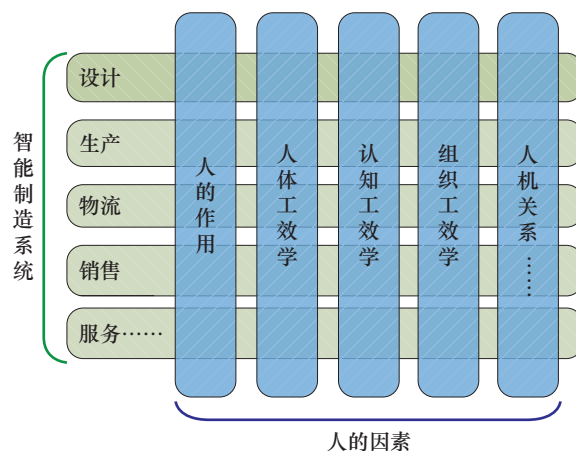 智能制造系统
设计
生产
物流
销售
服务……
人的作用
人体工效学
认知工效学
组织工效学
人机关系……
人的因素